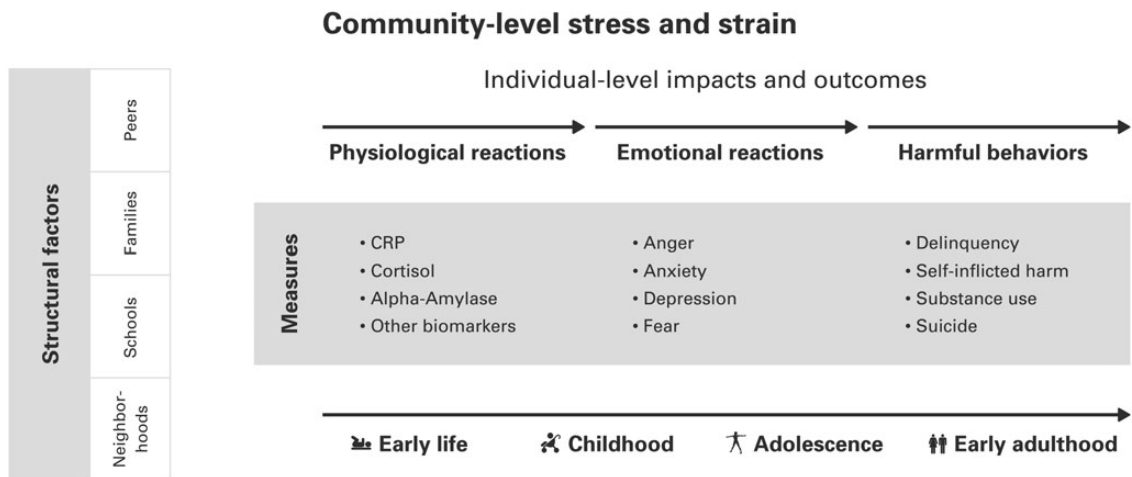 Community-level stress and strain
Individual-level impacts and outcomes
Structural factors
Peers
Families
Schools
Neighbor-
hoods
Physiological reactions
Emotional reactions
Harmful behaviors
Measures
• CRP
• Cortisol
• Alpha-Amylase
• Other biomarkers
• Anger
• Anxiety
• Depression
• Fear
• Delinquency
• Self-inflicted harm
• Substance use
• Suicide
Early life
Childhood
Adolescence
Early adulthood